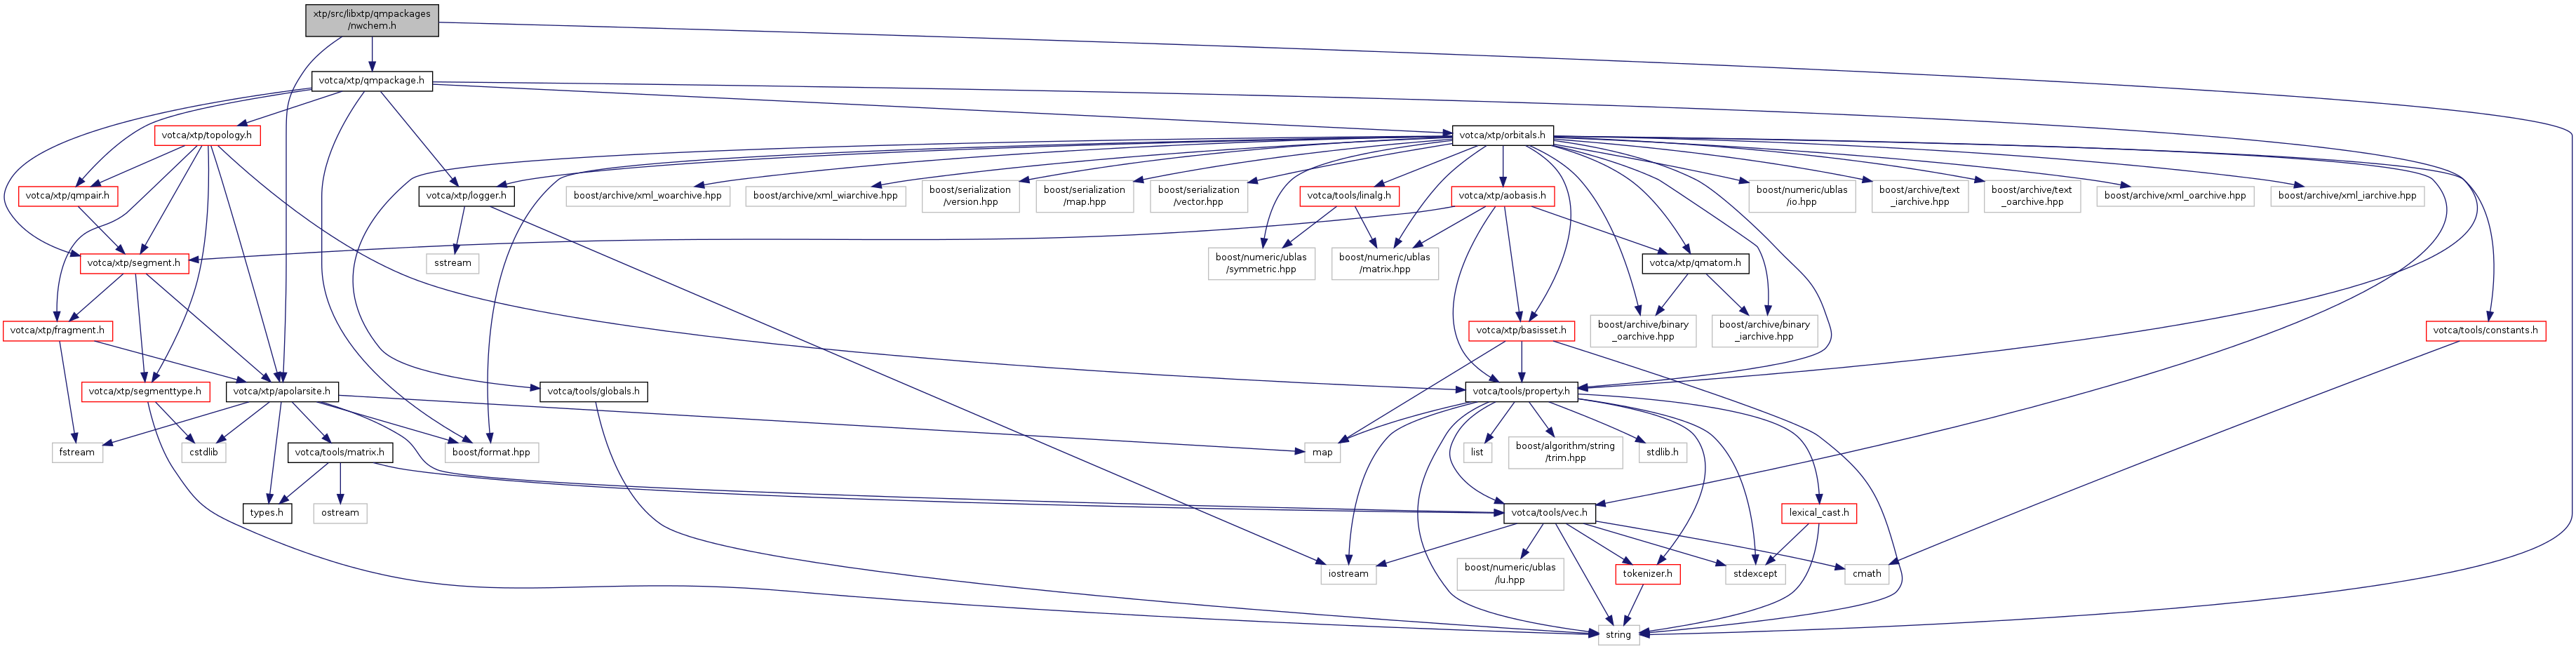 xtp/src/libxtp/qmpackages
/nwchem.h
votca/xtp/qmpackage.h
votca/xtp/topology.h
votca/xtp/orbitals.h
votca/xtp/qmpair.h
votca/xtp/logger.h
boost/archive/xml_woarchive.hpp
boost/archive/xml_wiarchive.hpp
boost/serialization
/version.hpp
boost/serialization
/map.hpp
boost/serialization
/vector.hpp
votca/tools/linalg.h
votca/xtp/aobasis.h
boost/numeric/ublas
/io.hpp
boost/archive/text
_iarchive.hpp
boost/archive/text
_oarchive.hpp
boost/archive/xml_oarchive.hpp
boost/archive/xml_iarchive.hpp
votca/xtp/segment.h
sstream
boost/numeric/ublas
/symmetric.hpp
boost/numeric/ublas
/matrix.hpp
votca/xtp/qmatom.h
votca/xtp/fragment.h
votca/xtp/basisset.h
boost/archive/binary
_oarchive.hpp
boost/archive/binary
_iarchive.hpp
votca/tools/constants.h
votca/xtp/segmenttype.h
votca/xtp/apolarsite.h
votca/tools/globals.h
votca/tools/property.h
fstream
cstdlib
votca/tools/matrix.h
boost/format.hpp
map
list
boost/algorithm/string
/trim.hpp
stdlib.h
types.h
ostream
votca/tools/vec.h
lexical_cast.h
iostream
boost/numeric/ublas
/lu.hpp
tokenizer.h
stdexcept
cmath
string